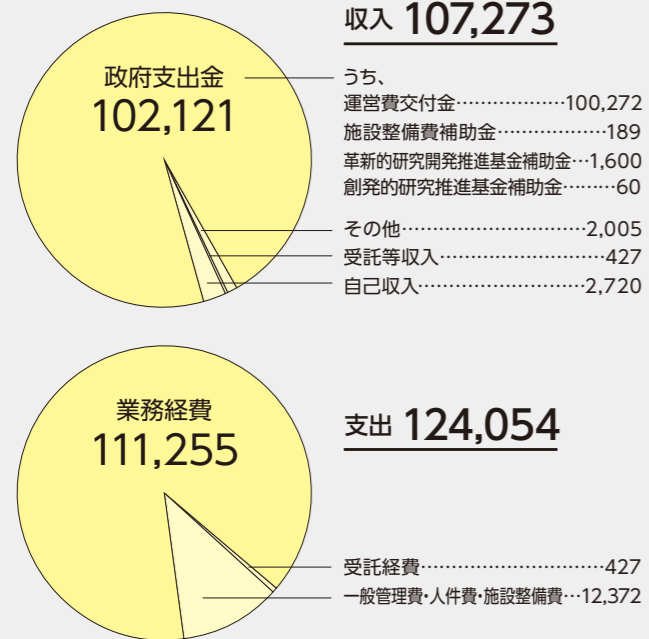 収入 107,273
政府支出金
102,121
うち、
運営費交付金………………100,272
施設整備費補助金………………189
革新的研究開発推進基金補助金…1,600
創発的研究推進基金補助金………60
その他…………………………2,005
受託等収入………………………427
自己収入………………………2,720
業務経費
111,255
支出 124,054
受託経費…………………………427
一般管理費・人件費・施設整備費…12,372